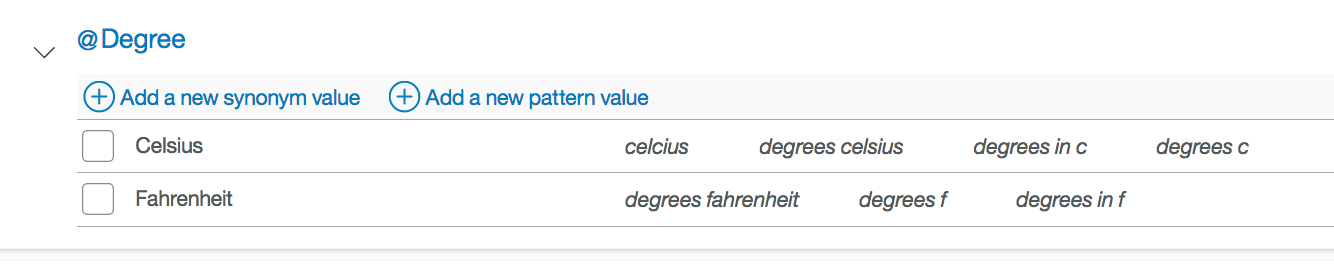 @Degree
Add a new synonym value Add a new pattern value
Celsius celcius degrees celsius degrees in c degrees c
Fahrenheit degrees fahrenheit degrees f degrees in f